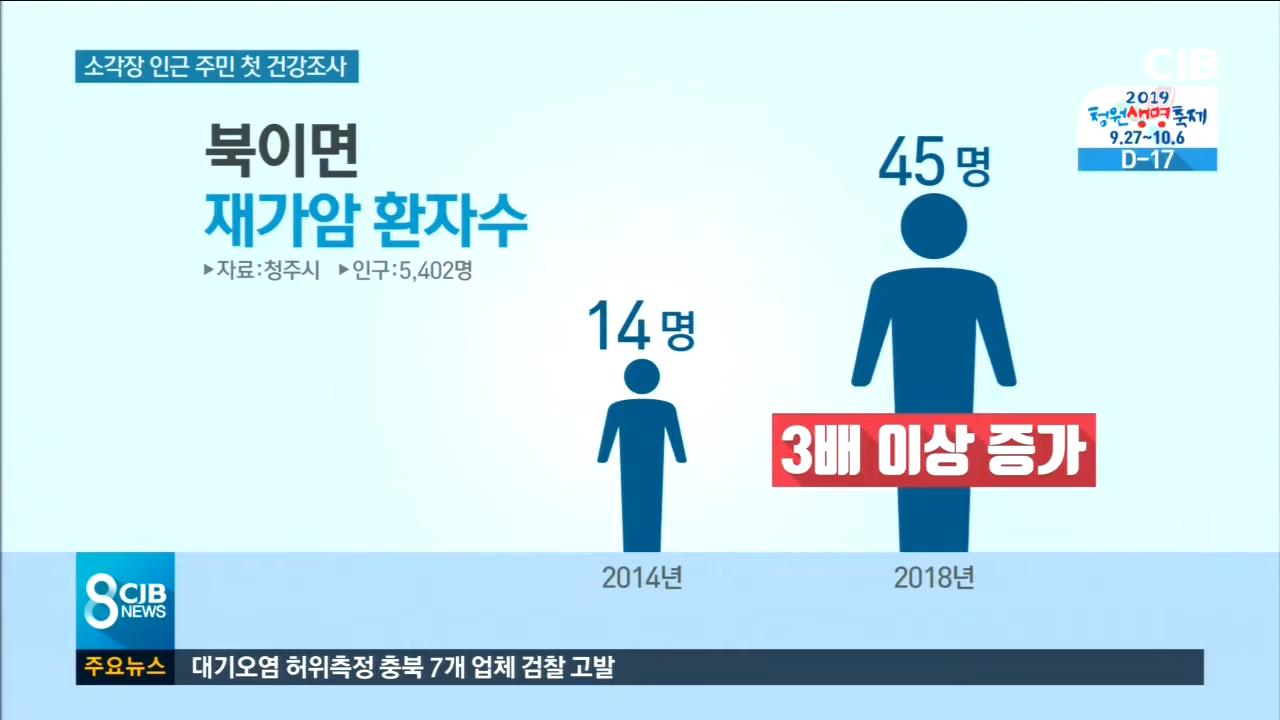 소각장 인근 주민 첫 건강조사
CJB
2019
청원생명축제
9.27~10.6
D-17
북이면
재가암 환자수
▶자료:청주시 ▶인구:5,402명
14명
45명
3배 이상 증가
2014년
2018년
8 CJB
NEWS
주요뉴스 대기오염 허위측정 충북 7개 업체 검찰 고발